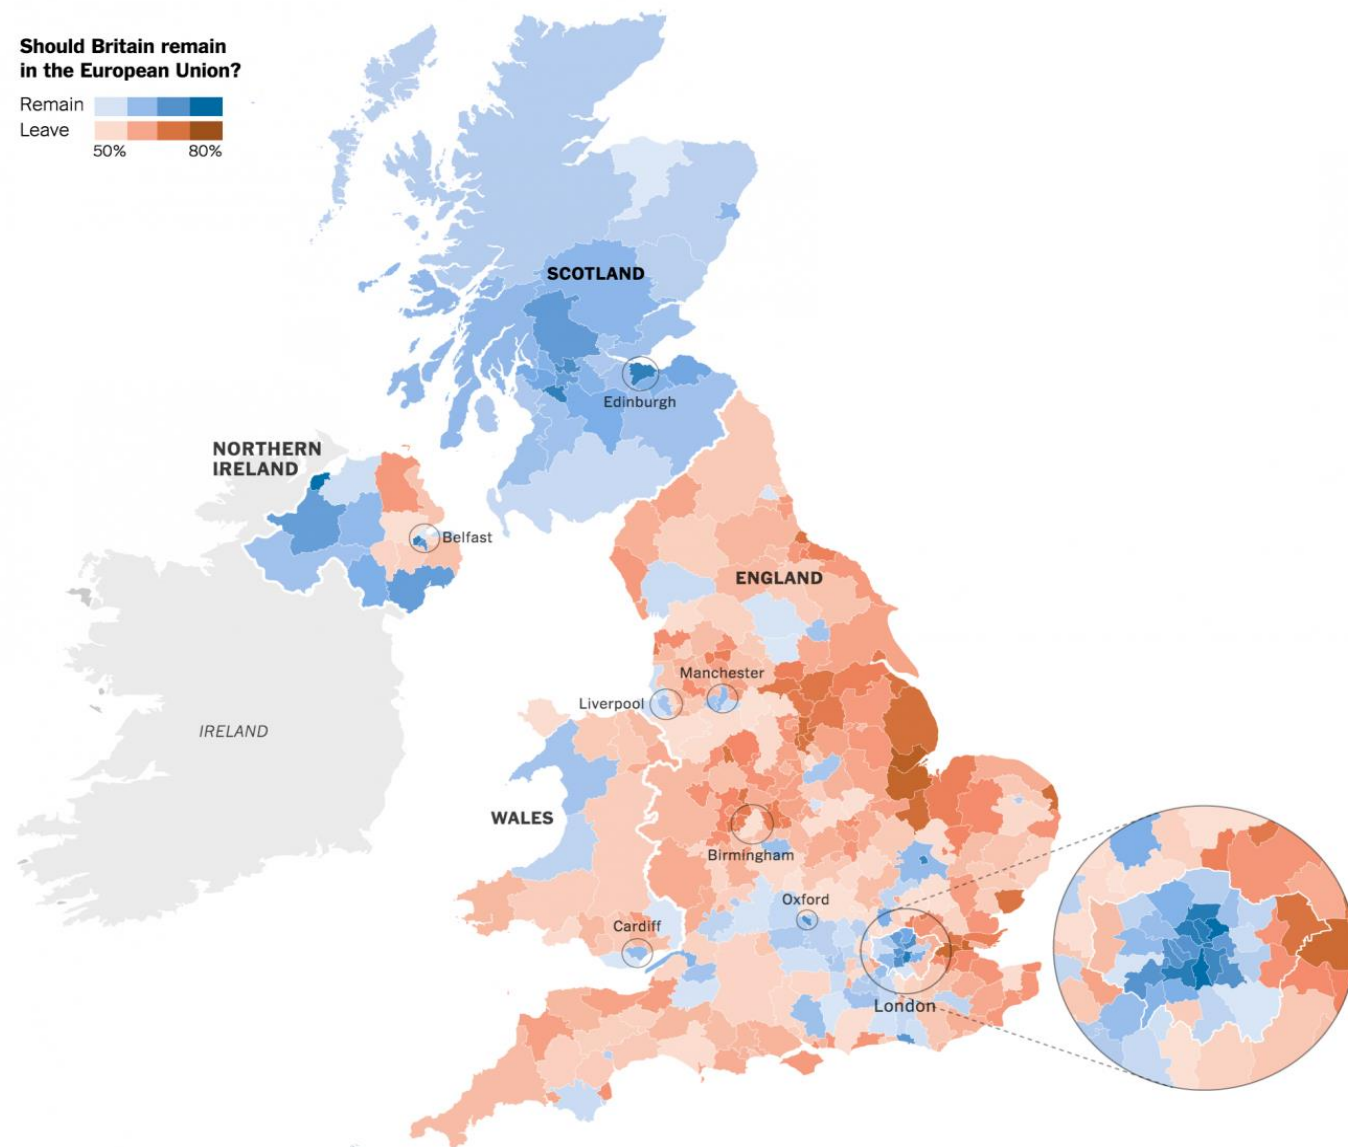 Should Britain remain
in the European Union?
Remain
Leave
50% 80%
SCOTLAND
Edinburgh
NORTHERN
IRELAND
Belfast
ENGLAND
Manchester
Liverpool
IRELAND
WALES
Birmingham
Oxford
Cardiff
London